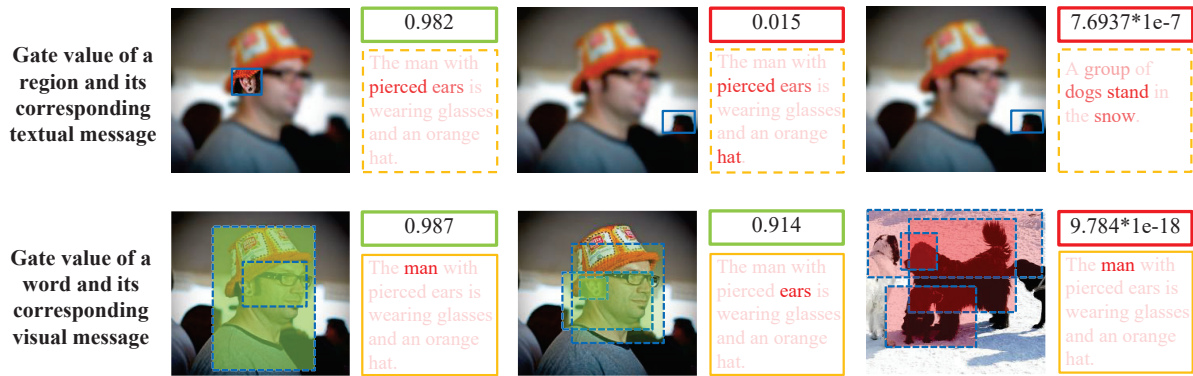 Gate value of a
region and its
corresponding
textual message
0.982
The man with
pierced ears is
wearing glasses
and an orange
hat.
0.015
The man with
pierced ears is
wearing glasses
and an orange
hat.
7.6937*1e-7
A group of
dogs stand in
the snow.
Gate value of a
word and its
corresponding
visual message
0.987
The man with
pierced ears is
wearing glasses
and an orange
hat.
0.914
The man with
pierced ears is
wearing glasses
and an orange
hat.
9.784*1e-18
The man with
pierced ears is
wearing glasses
and an orange
hat.